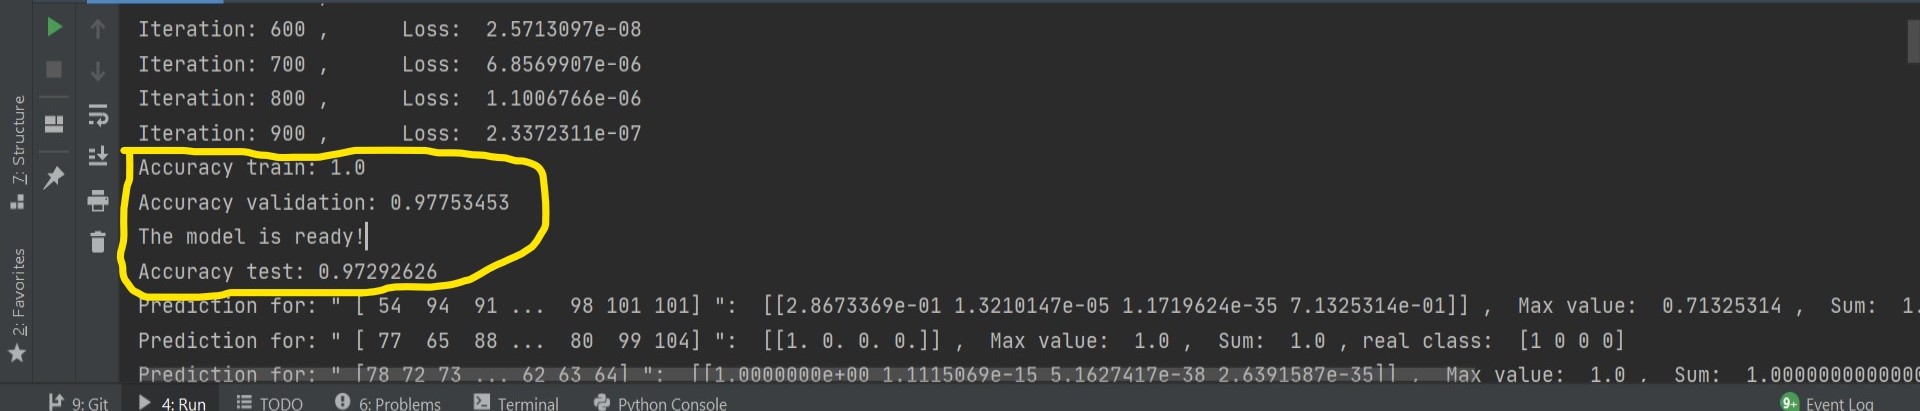 Iteration: 600 , Loss: 2.5713097e-08
Iteration: 700 , Loss: 6.8569907e-06
Iteration: 800 , Loss: 1.1006766e-06
Iteration: 900 , Loss: 2.3372311e-07
Accuracy train: 1.0
Accuracy validation: 0.97753453
The model is ready!
Accuracy test: 0.97292626
Prediction for: " [ 54 94 91 ... 98 101 101] ": [[2.8673369e-01 1.3210147e-05 1.1719624e-35 7.1325314e-01]] , Max value: 0.71325314 , Sum: 1.
Prediction for: " [ 77 65 88 ... 80 99 104] ": [[1. 0. 0. 0.]] , Max value: 1.0 , Sum: 1.0 , real class: [1 0 0 0]
Prediction for: " [78 72 73 ... 62 63 64] ": [[1.0000000e+00 1.1115069e-15 5.1627417e-38 2.6391587e-35]] , Max value: 1.0 , Sum: 1.0000000000000
7: Structure
2: Favorites
9: Git
4: Run
TODO
6: Problems
Terminal
Python Console
9+ Event Log